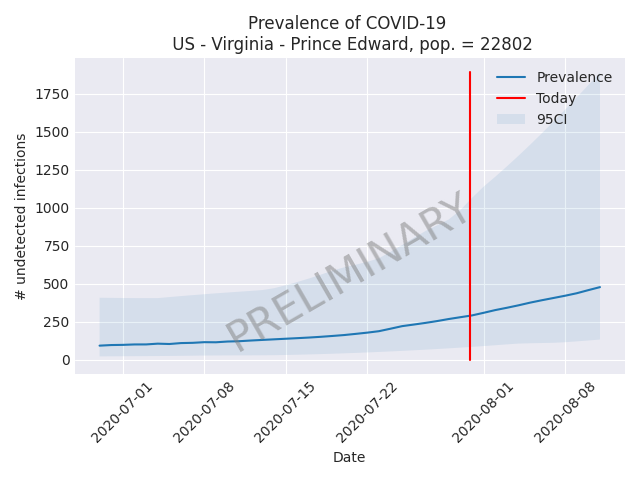 Prevalence of COVID-19
US - Virginia - Prince Edward, pop. = 22802
Prevalence
Today
95CI
1750
1500
1250
1000
750
500
250
0
# undetected infections
PRELIMINARY
2020-07-01
2020-07-08
2020-07-15
2020-07-22
2020-08-01
2020-08-08
Date